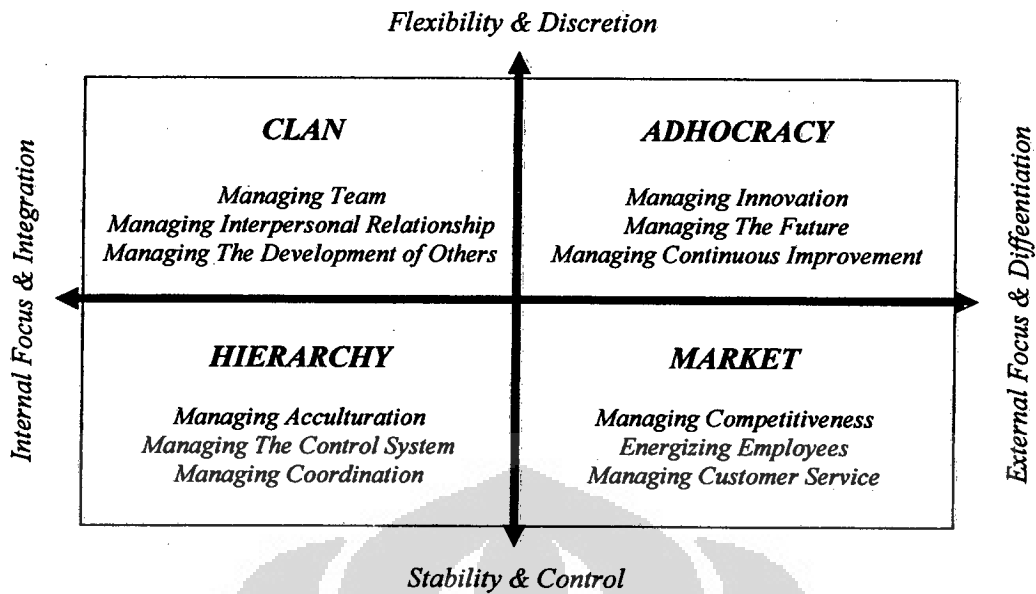 Flexibility & Discretion
Internal Focus & Integration
CLAN
Managing Team
Managing Interpersonal Relationship
Managing The Development of Others
ADHOCRACY
Managing Innovation
Managing The Future
Managing Continuous Improvement
HIERARCHY
Managing Acculturation
Managing The Control System
Managing Coordination
MARKET
Managing Competitiveness
Energizing Employees
Managing Customer Service
External Focus & Differentiation
Stability & Control